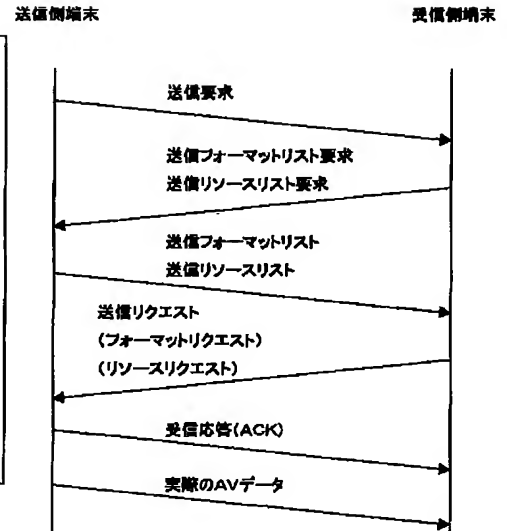 送信側端末
受信側端末
送信要求
送信フォーマットリスト要求
送信リソースリスト要求
送信フォーマットリスト
送信リソースリスト
送信リクエスト
(フォーマットリクエスト)
(リソースリクエスト)
受信応答(ACK)
実際のAVデータ